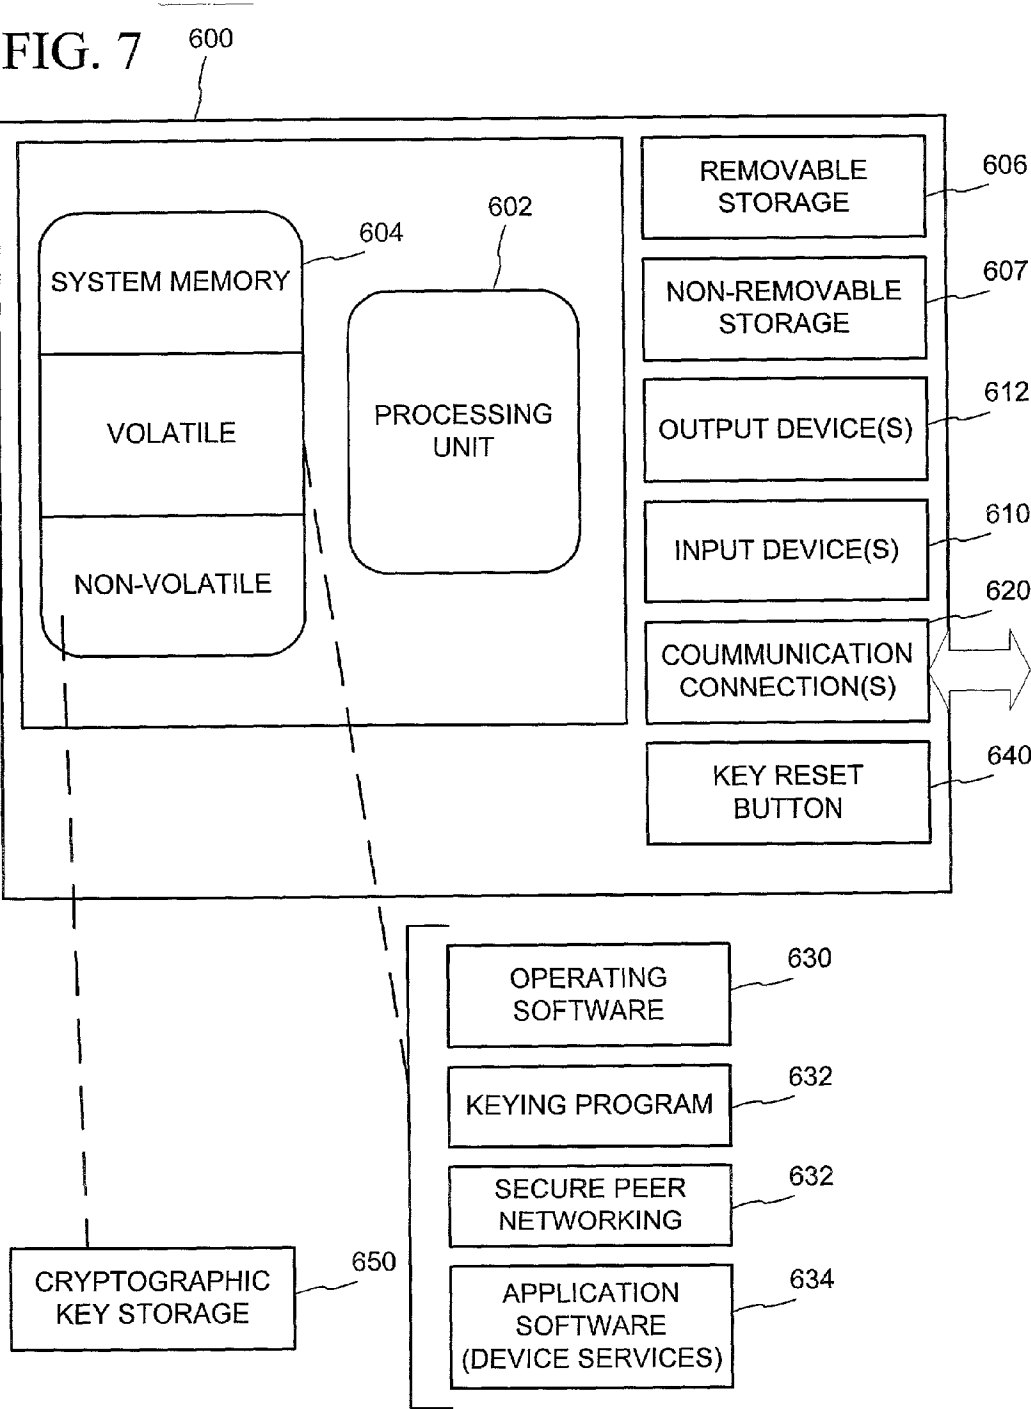 FIG. 7
600
SYSTEM MEMORY
VOLATILE
NON-VOLATILE
604
602
PROCESSING
UNIT
REMOVABLE
STORAGE
606
NON-REMOVABLE
STORAGE
607
OUTPUT DEVICE(S)
612
INPUT DEVICE(S)
610
COUMMUNICATION
CONNECTION(S)
620
KEY RESET
BUTTON
640
OPERATING
SOFTWARE
630
KEYING PROGRAM
632
SECURE PEER
NETWORKING
632
APPLICATION
SOFTWARE
(DEVICE SERVICES)
634
CRYPTOGRAPHIC
KEY STORAGE
650